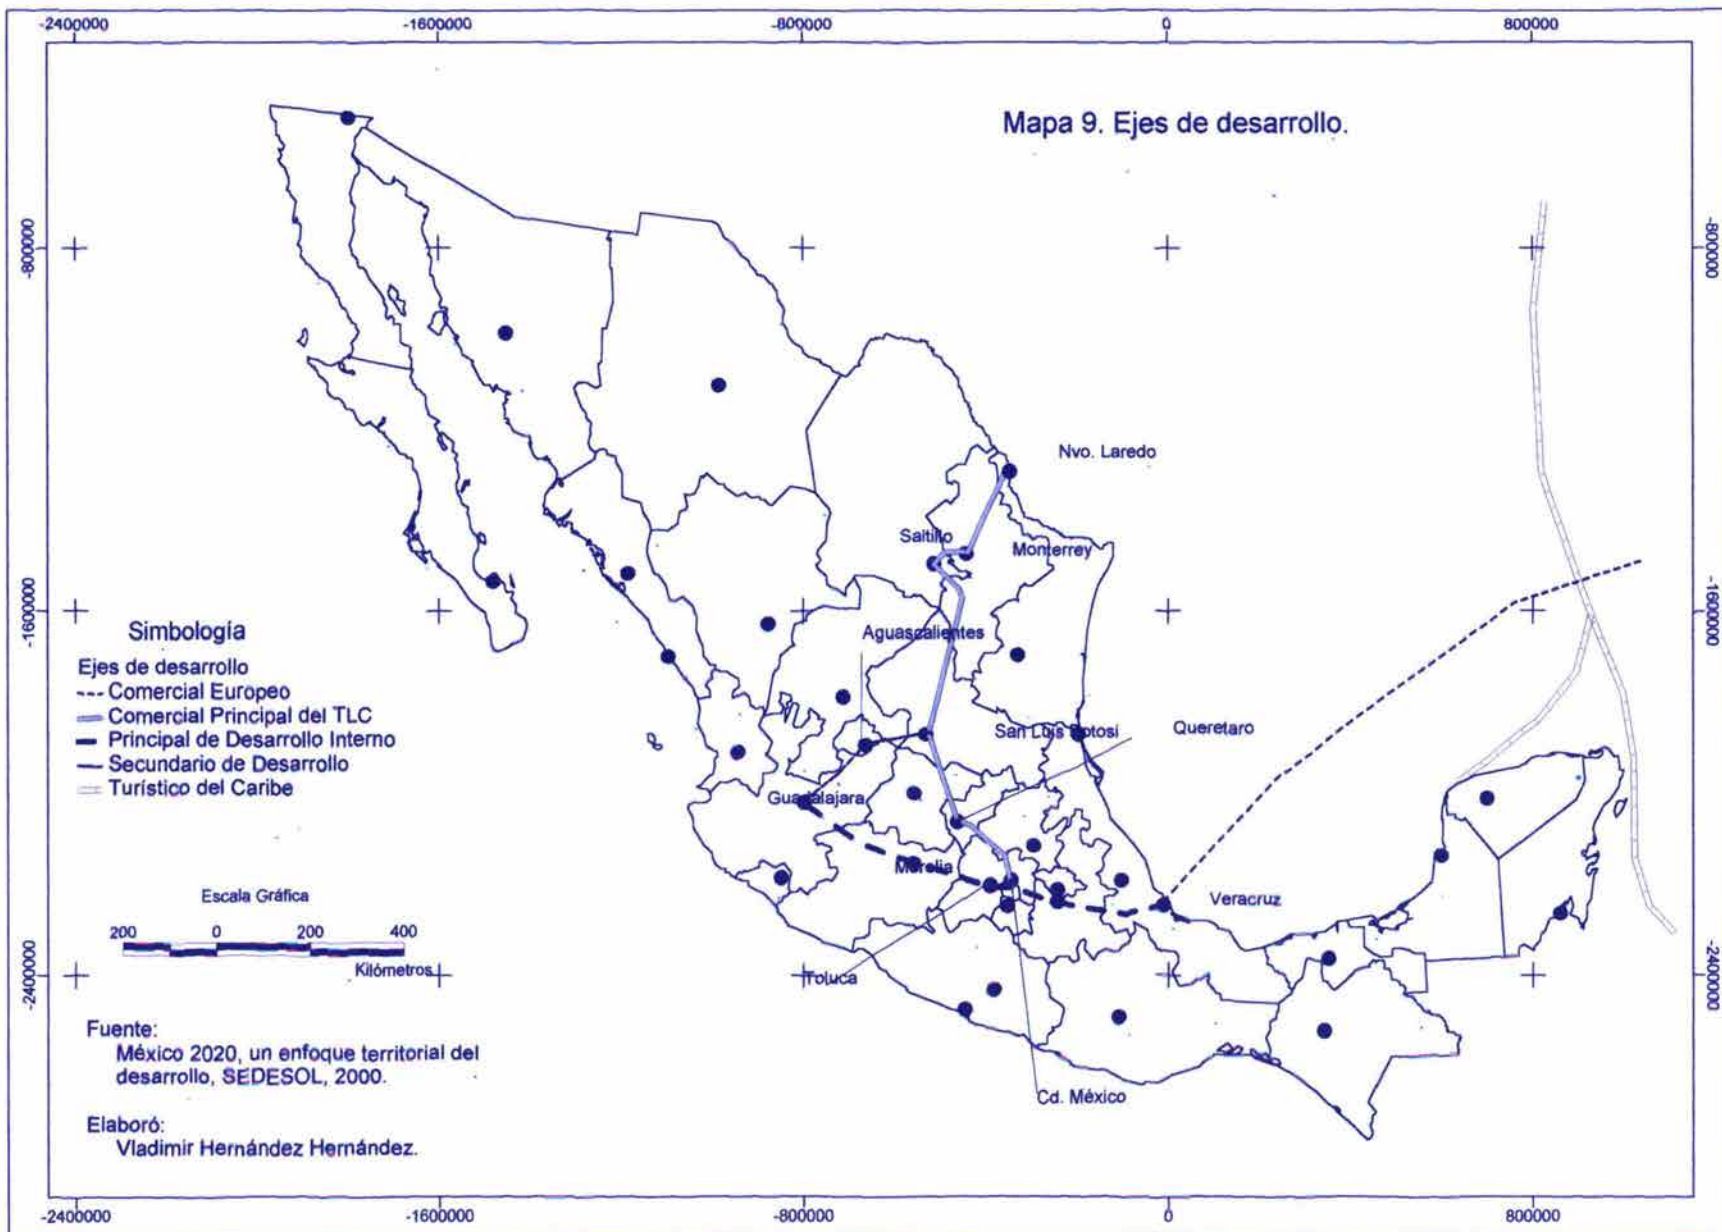 -2400000
-1600000
-800000
0
800000
Mapa 9. Ejes de desarrollo.
-800000
-800000
Nvo. Laredo
Saltillo
Monterrey
-1600000
-1600000
Aguascalientes
San Luis Potosí
Queretaro
Guadalajara
Morelia
Veracruz
Toluca
Cd. México
Simbología
Ejes de desarrollo
Comercial Europeo
Comercial Principal del TLC
Principal de Desarrollo Interno
Secundario de Desarrollo
Turístico del Caribe
Escala Gráfica
200 0 200 400
Kilómetros
-2400000
-2400000
Fuente:
México 2020, un enfoque territorial del
desarrollo, SEDESOL, 2000.
Elaboró:
Vladimir Hernández Hernández.
-2400000
-1600000
-800000
0
800000